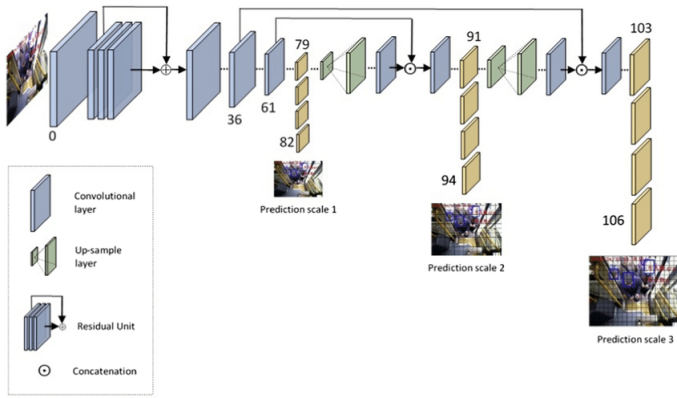 103
91
79
61
36
0
82
94
106
Prediction scale 1
Prediction scale 2
Prediction scale 3
Convolutional
layer
Up-sample
layer
Residual Unit
Concatenation